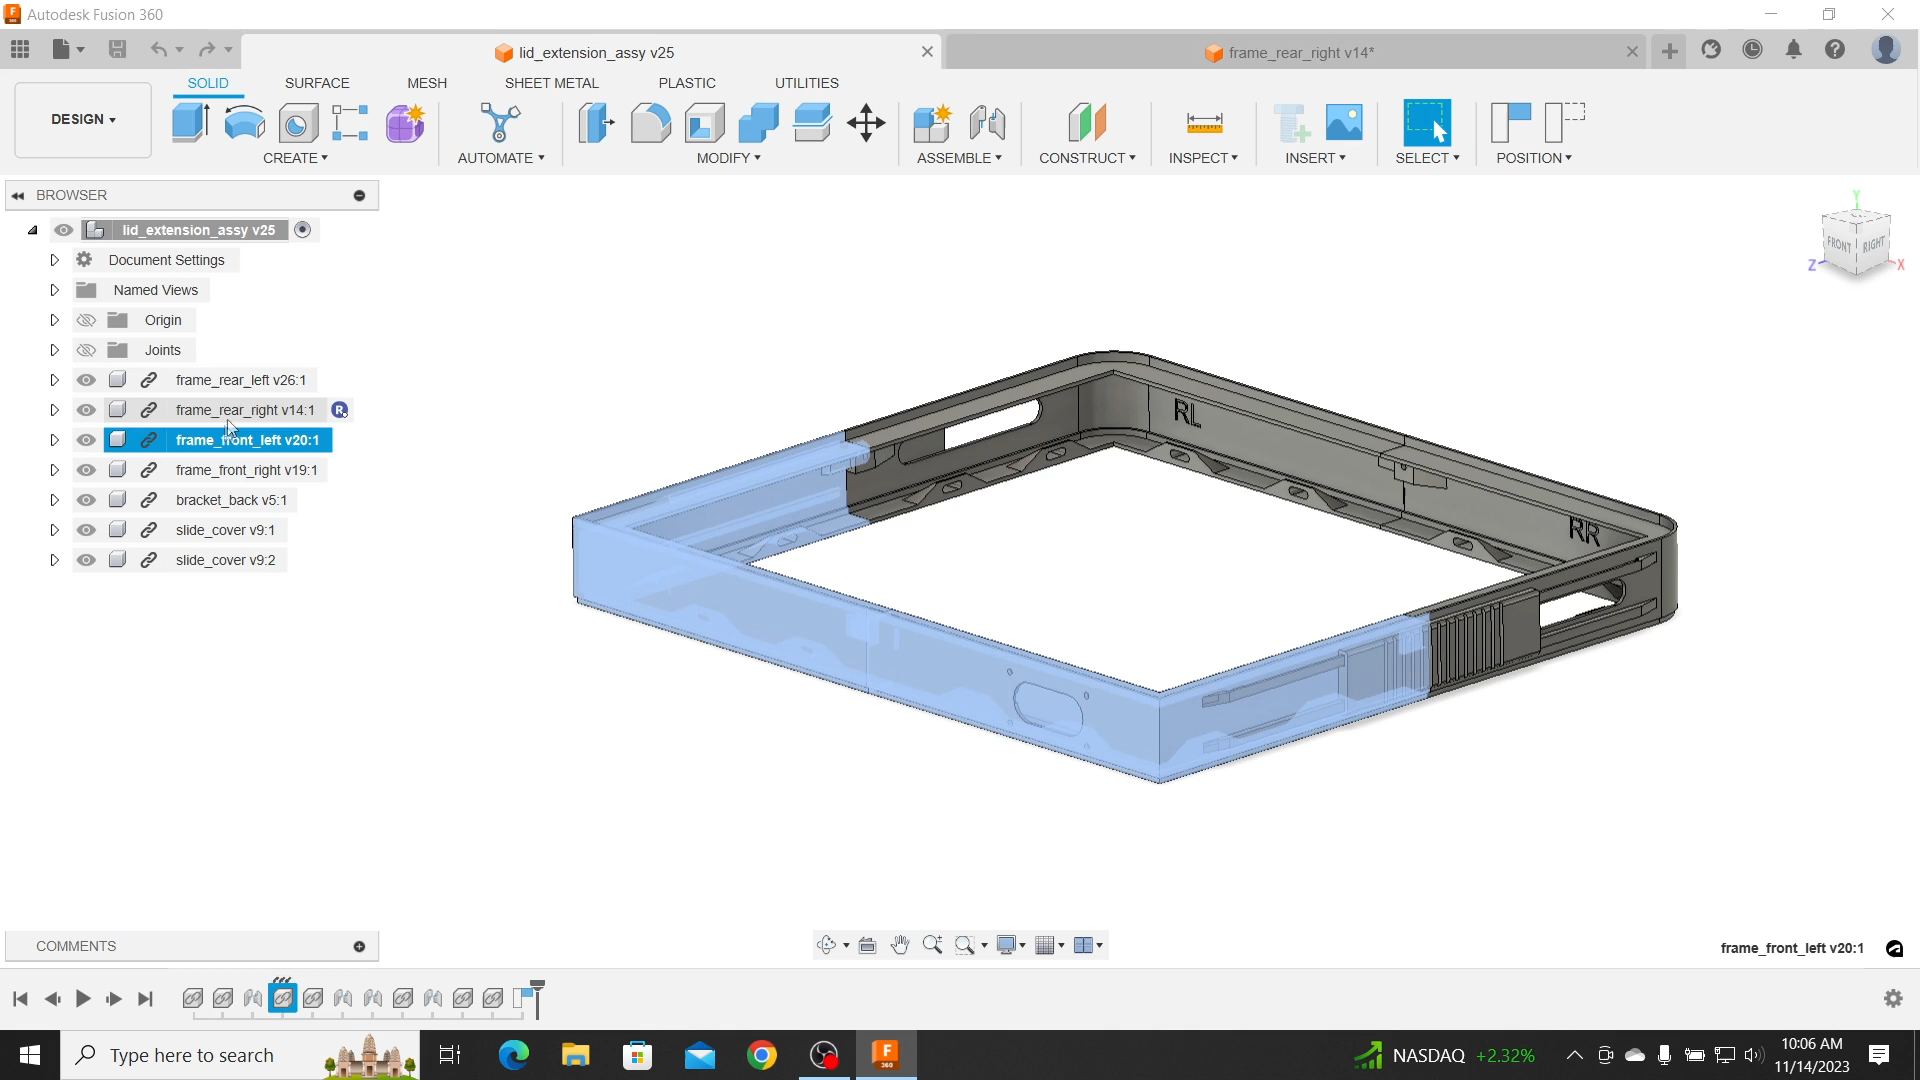 Autodesk Fusion 360
lid_extension_assy v25
frame_rear_right v14*
DESIGN
SOLID
SURFACE
MESH
SHEET METAL
PLASTIC
UTILITIES
CREATE
AUTOMATE
MODIFY
ASSEMBLE
CONSTRUCT
INSPECT
INSERT
SELECT
POSITION
BROWSER
lid_extension_assy v25
Document Settings
Named Views
Origin
Joints
frame_rear_left v26:1
frame_rear_right v14:1
R
frame_front_left v20:1
frame_front_right v19:1
bracket_back v5:1
slide_cover v9:1
slide_cover v9:2
Y
FRONT
RIGHT
Z
X
RL
RR
COMMENTS
frame_front_left v20:1
Type here to search
NASDAQ +2.32%
10:06 AM
11/14/2023